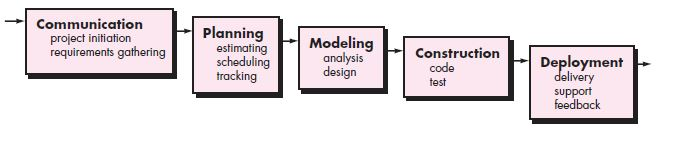 Communication
project initiation
requirements gathering
Planning
estimating
scheduling
tracking
Modeling
analysis
design
Construction
code
test
Deployment
delivery
support
feedback